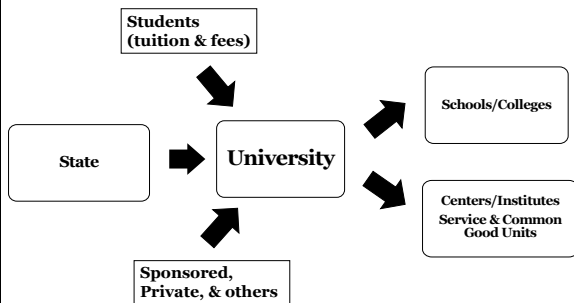 Students
(tuition & fees)
Schools/Colleges
State
University
Centers/Institutes
Service & Common
Good Units
Sponsored,
Private, & others